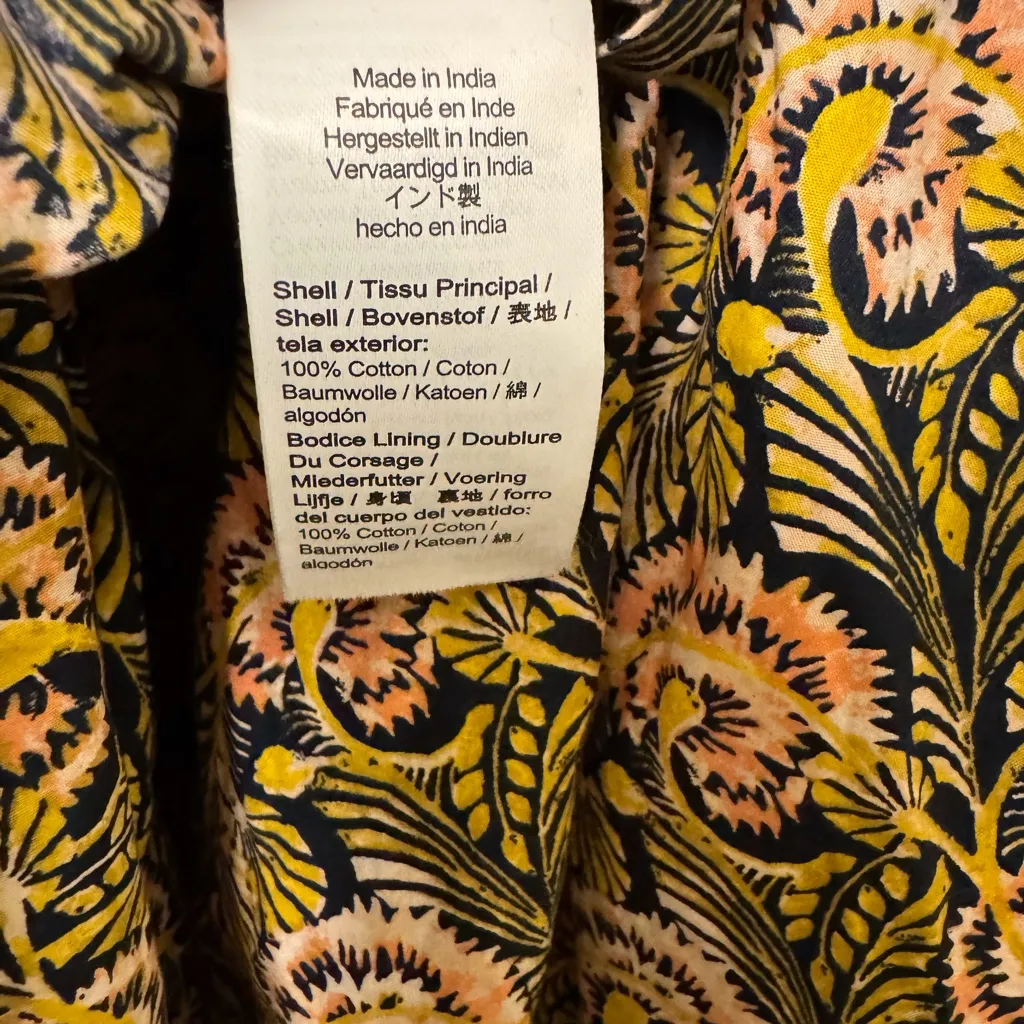 Made in India
Fabriqué en Inde
Hergestellt in Indien
Vervaardigd in India
インド製
hecho en india
Shell / Tissu Principal /
Shell / Bovenstof / 表地 /
tela exterior:
100% Cotton / Coton /
Baumwolle / Katoen / 綿 /
algodón
Bodice Lining / Doublure
Du Corsage /
Miederfutter / Voering
Lijfje / 身頃 裏地 / forro
del cuerpo del vestido:
100% Cotton / Coton /
Baumwolle / Katoen / 綿 /
algodón